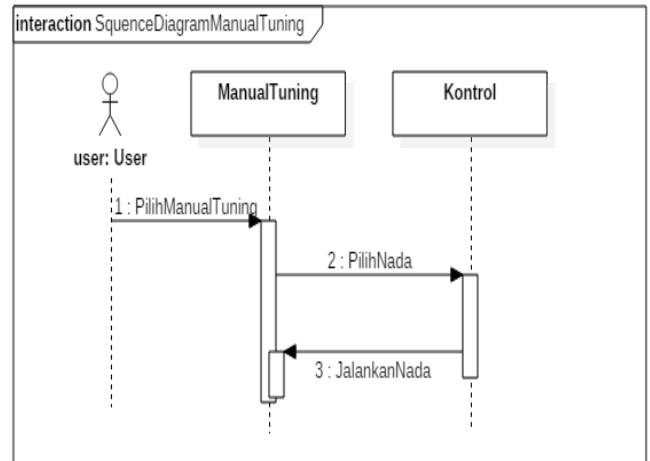 interaction SquenceDiagramManualTuning
ManualTuning
Kontrol
user: User
1 : PilihManualTuning
2 : PilihNada
3 : JalankanNada